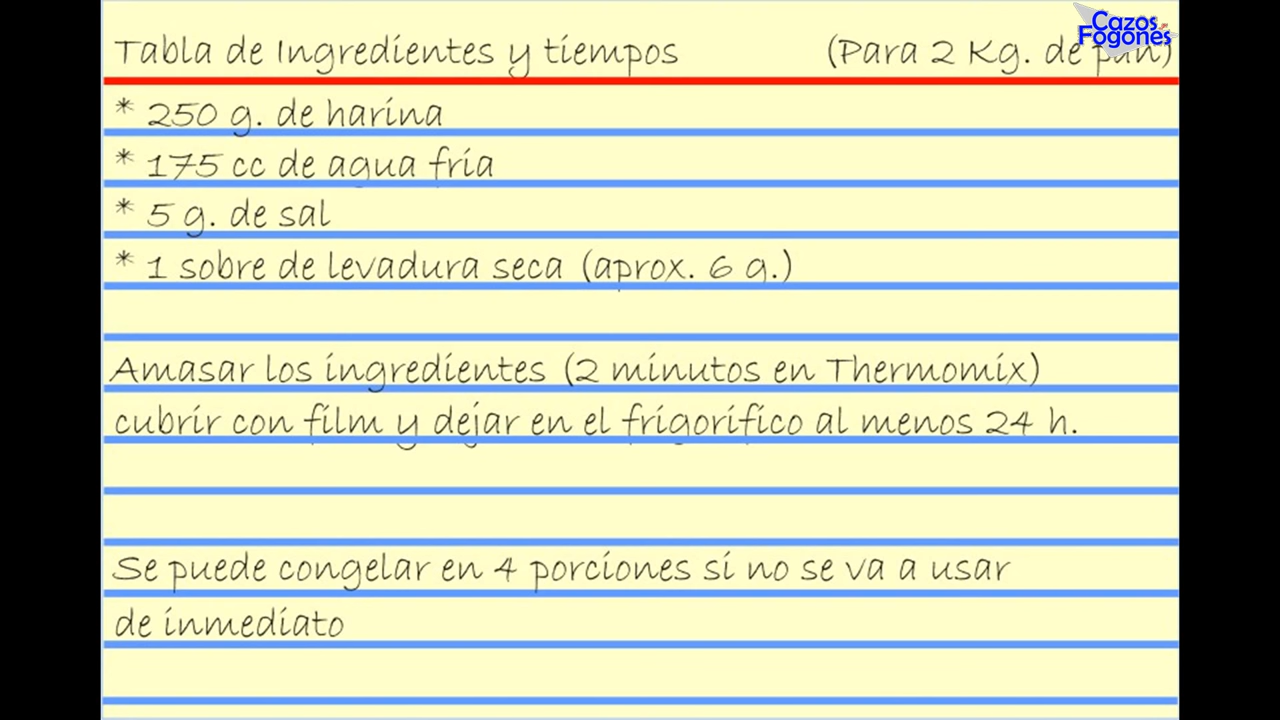 Cazos de
Fogones
Tabla de Ingredientes y tiempos (Para 2 Kg. de pan)
* 250 g. de harina
* 175 cc de agua fría
* 5 g. de sal
* 1 sobre de levadura seca (aprox. 6 g.)
Amasar los ingredientes (2 minutos en Thermomix)
cubrir con film y dejar en el frigorífico al menos 24 h.
Se puede congelar en 4 porciones si no se va a usar
de inmediato